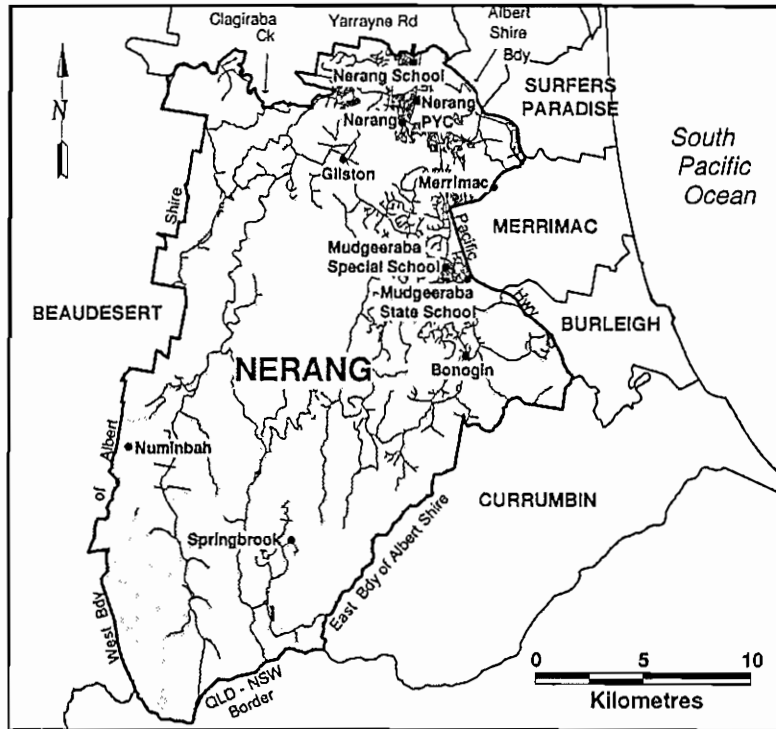 Clagiraba
Ck
Yarrayne Rd
Albert
Shire
Bdy
N
Nerang School
SURFERS
PARADISE
Nerang
Nerang
PYC
Gilston
Merrimac
South
Pacific
Ocean
Shire
Pacific
MERRIMAC
Mudgeeraba
Special School
Hwy
BEAUDESERT
Mudgeeraba
State School
BURLEIGH
NERANG
Bonogin
of Albert
Numinbah
CURRUMBIN
Springbrook
East Bdy of Albert Shire
West Bdy
QLD - NSW
Border
0 5 10
Kilometres